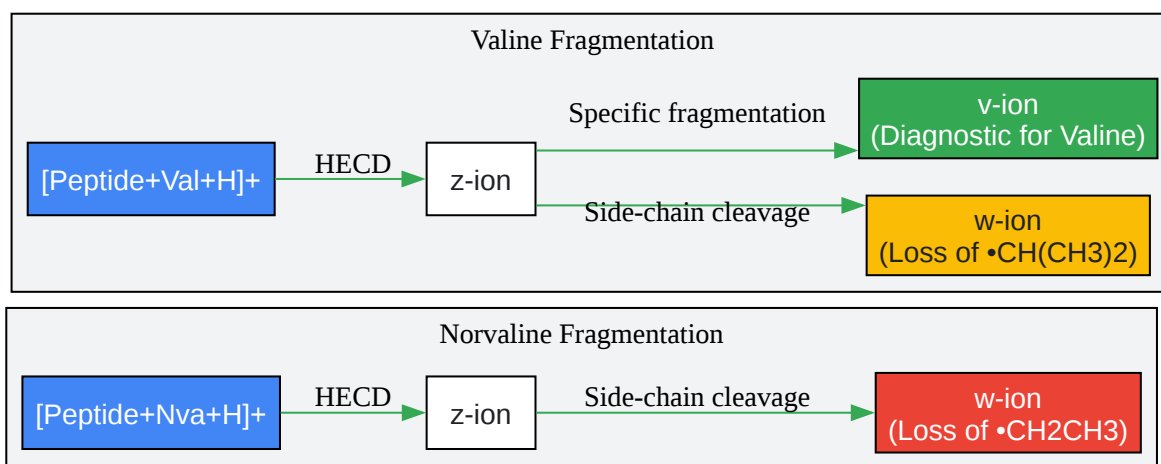 Valine Fragmentation
Specific fragmentation
v-ion
(Diagnostic for Valine)
[Peptide+Val+H]+
HECD
z-ion
Side-chain cleavage
w-ion
(Loss of •CH(CH3)2)
Norvaline Fragmentation
[Peptide+Nva+H]+
HECD
z-ion
Side-chain cleavage
w-ion
(Loss of •CH2CH3)